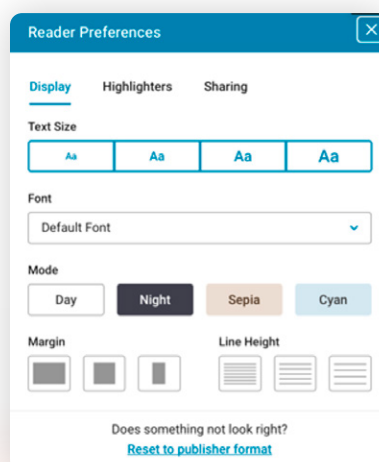 Reader Preferences
Display Highlighters Sharing
Text Size
Aa Aa Aa Aa
Font
Default Font
Mode
Day Night Sepia Cyan
Margin Line Height
Does something not look right?
Reset to publisher format